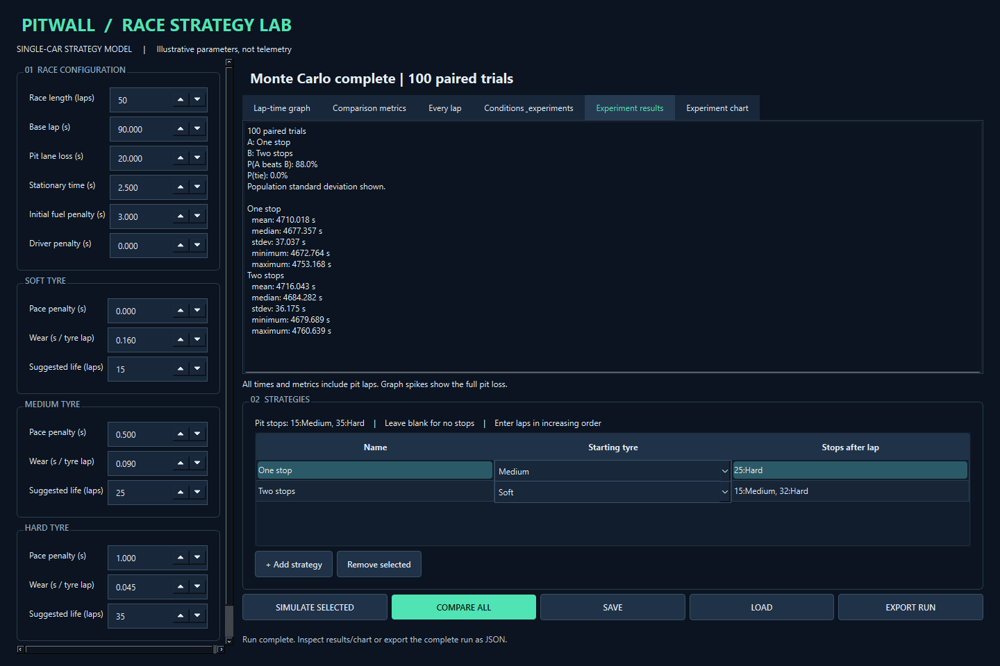 PITWALL / RACE STRATEGY LAB
SINGLE-CAR STRATEGY MODEL | Illustrative parameters, not telemetry
01 RACE CONFIGURATION
Race length (laps) 50
Base lap (s) 90.000
Pit lane loss (s) 20.000
Stationary time (s) 2.500
Initial fuel penalty (s) 3.000
Driver penalty (s) 0.000
SOFT TYRE
Pace penalty (s) 0.000
Wear (s / tyre lap) 0.160
Suggested life (laps) 15
MEDIUM TYRE
Pace penalty (s) 0.500
Wear (s / tyre lap) 0.090
Suggested life (laps) 25
HARD TYRE
Pace penalty (s) 1.000
Wear (s / tyre lap) 0.045
Suggested life (laps) 35
Monte Carlo complete | 100 paired trials
Lap-time graph Comparison metrics Every lap Conditions_experiments Experiment results Experiment chart
100 paired trials
A: One stop
B: Two stops
P(A beats B): 88.0%
P(tie): 0.0%
Population standard deviation shown.
One stop
mean: 4710.018 s
median: 4677.357 s
stdev: 37.037 s
minimum: 4672.764 s
maximum: 4753.168 s
Two stops
mean: 4716.043 s
median: 4684.282 s
stdev: 36.175 s
minimum: 4679.689 s
maximum: 4760.639 s
All times and metrics include pit laps. Graph spikes show the full pit loss.
02 STRATEGIES
Pit stops: 15:Medium, 35:Hard | Leave blank for no stops | Enter laps in increasing order
Name Starting tyre Stops after lap
One stop Medium 25:Hard
Two stops Soft 15:Medium, 32:Hard
+ Add strategy Remove selected
SIMULATE SELECTED COMPARE ALL SAVE LOAD EXPORT RUN
Run complete. Inspect results/chart or export the complete run as JSON.